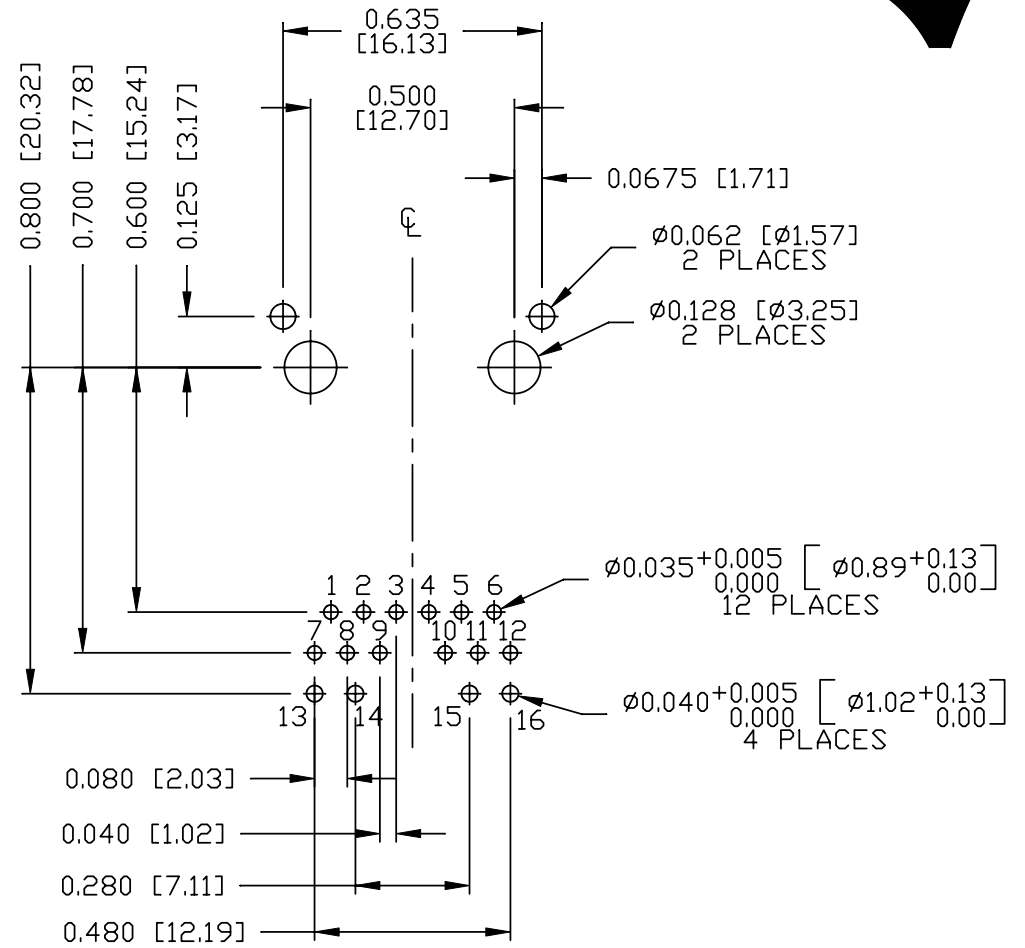 0.635
[16.13]
0.500
[12.70]
0.800 [20.32]
0.700 [17.78]
0.600 [15.24]
0.125 [3.17]
0.0675 [1.71]
℄
⌀0.062 [⌀1.57]
2 PLACES
⌀0.128 [⌀3.25]
2 PLACES
⌀0.035 +0.005 [⌀0.89 +0.13]
0.000 0.00
12 PLACES
1 2 3 4 5 6
7 8 9 10 11 12
13 14 15 16
⌀0.040 +0.005 [⌀1.02 +0.13]
0.000 0.00
4 PLACES
0.080 [2.03]
0.040 [1.02]
0.280 [7.11]
0.480 [12.19]